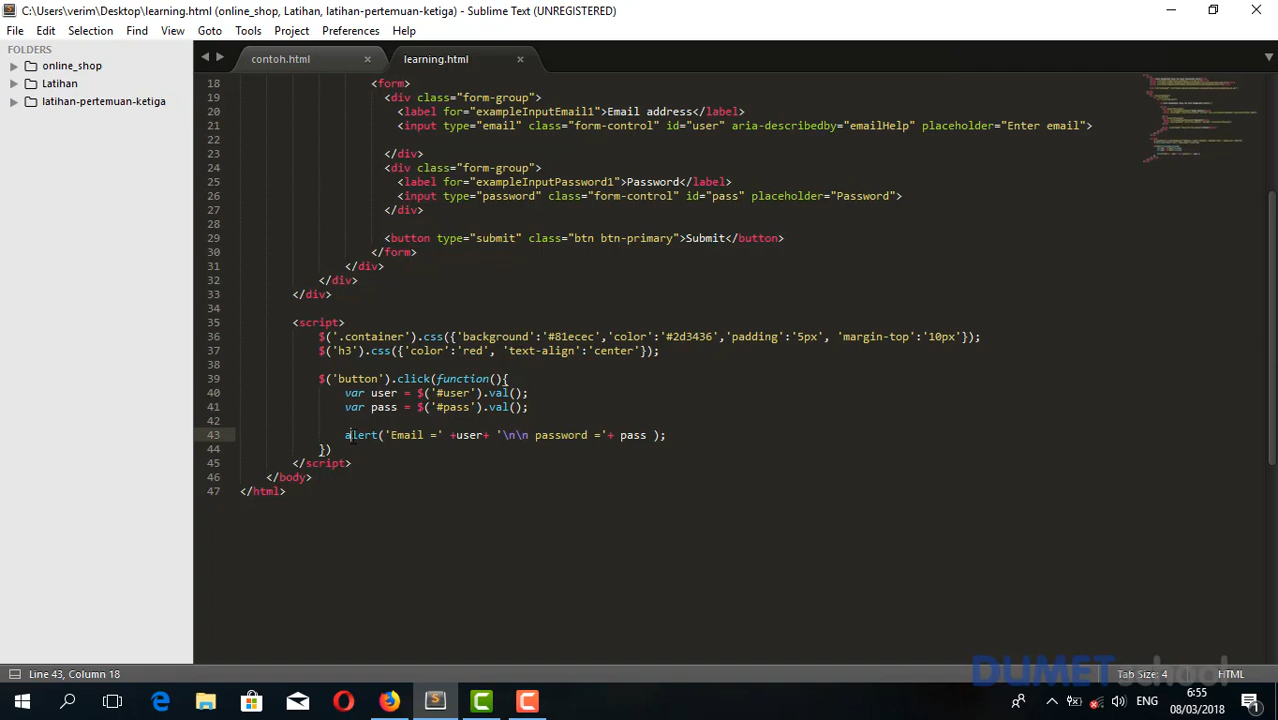 C:\Users\verim\Desktop\learning.html (online_shop, Latihan, latihan-pertemuan-ketiga) - Sublime Text (UNREGISTERED)
File Edit Selection Find View Goto Tools Project Preferences Help
FOLDERS
online_shop
Latihan
latihan-pertemuan-ketiga
contoh.html
learning.html
18 <form>
19 <div class="form-group">
20 <label for="exampleInputEmail1">Email address</label>
21 <input type="email" class="form-control" id="user" aria-describedby="emailHelp" placeholder="Enter email">
22
23 </div>
24 <div class="form-group">
25 <label for="exampleInputPassword1">Password</label>
26 <input type="password" class="form-control" id="pass" placeholder="Password">
27 </div>
28
29 <button type="submit" class="btn btn-primary">Submit</button>
30 </form>
31 </div>
32 </div>
33 </div>
34
35 <script>
36 $('.container').css({'background':'#81ecec','color':'#2d3436','padding':'5px', 'margin-top':'10px'});
37 $('h3').css({'color':'red', 'text-align':'center'});
38
39 $('button').click(function(){
40 var user = $('#user').val();
41 var pass = $('#pass').val();
42
43 alert('Email =' +user+ '\n\n password ='+ pass );
44 })
45 </script>
46 </body>
47 </html>
DUMET school
Line 43, Column 18
Tab Size: 4
HTML
ENG
6:55
08/03/2018
1